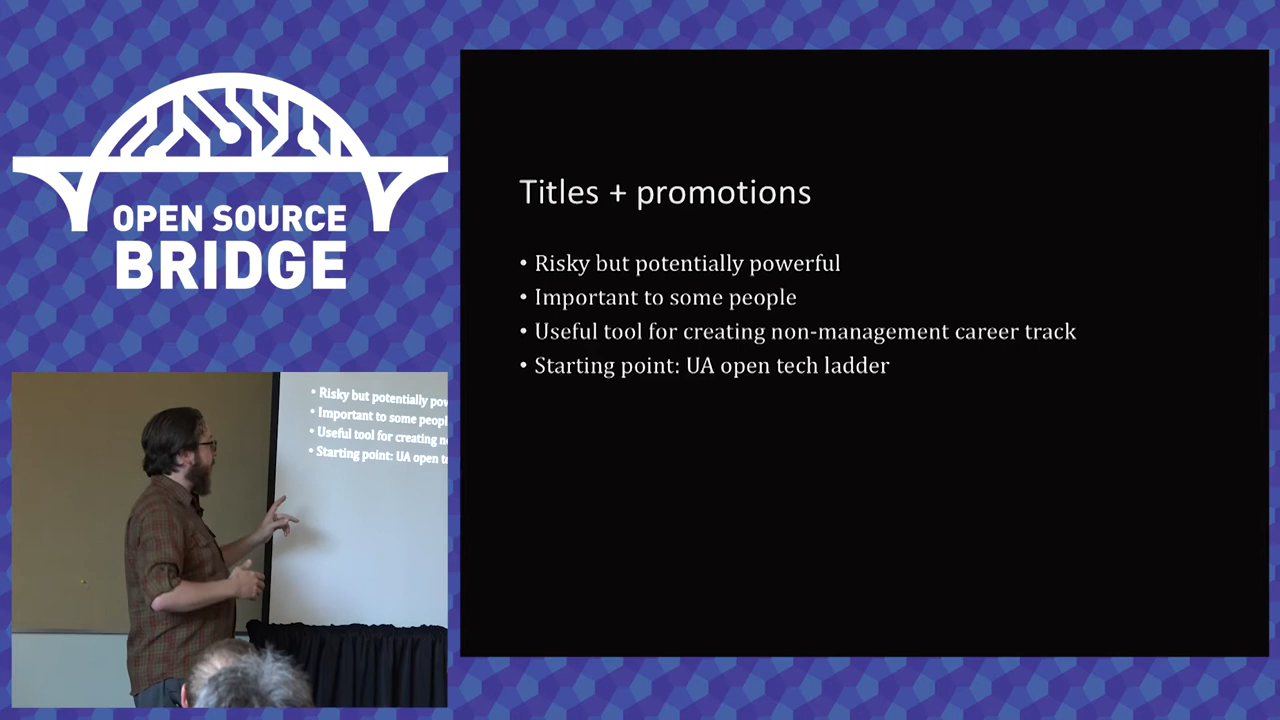 OPEN SOURCE
BRIDGE
Titles + promotions
• Risky but potentially powerful
• Important to some people
• Useful tool for creating non-management career track
• Starting point: UA open tech ladder
• Risky but potentially
• Important to some
• Useful tool for creating
• Starting point: UA open